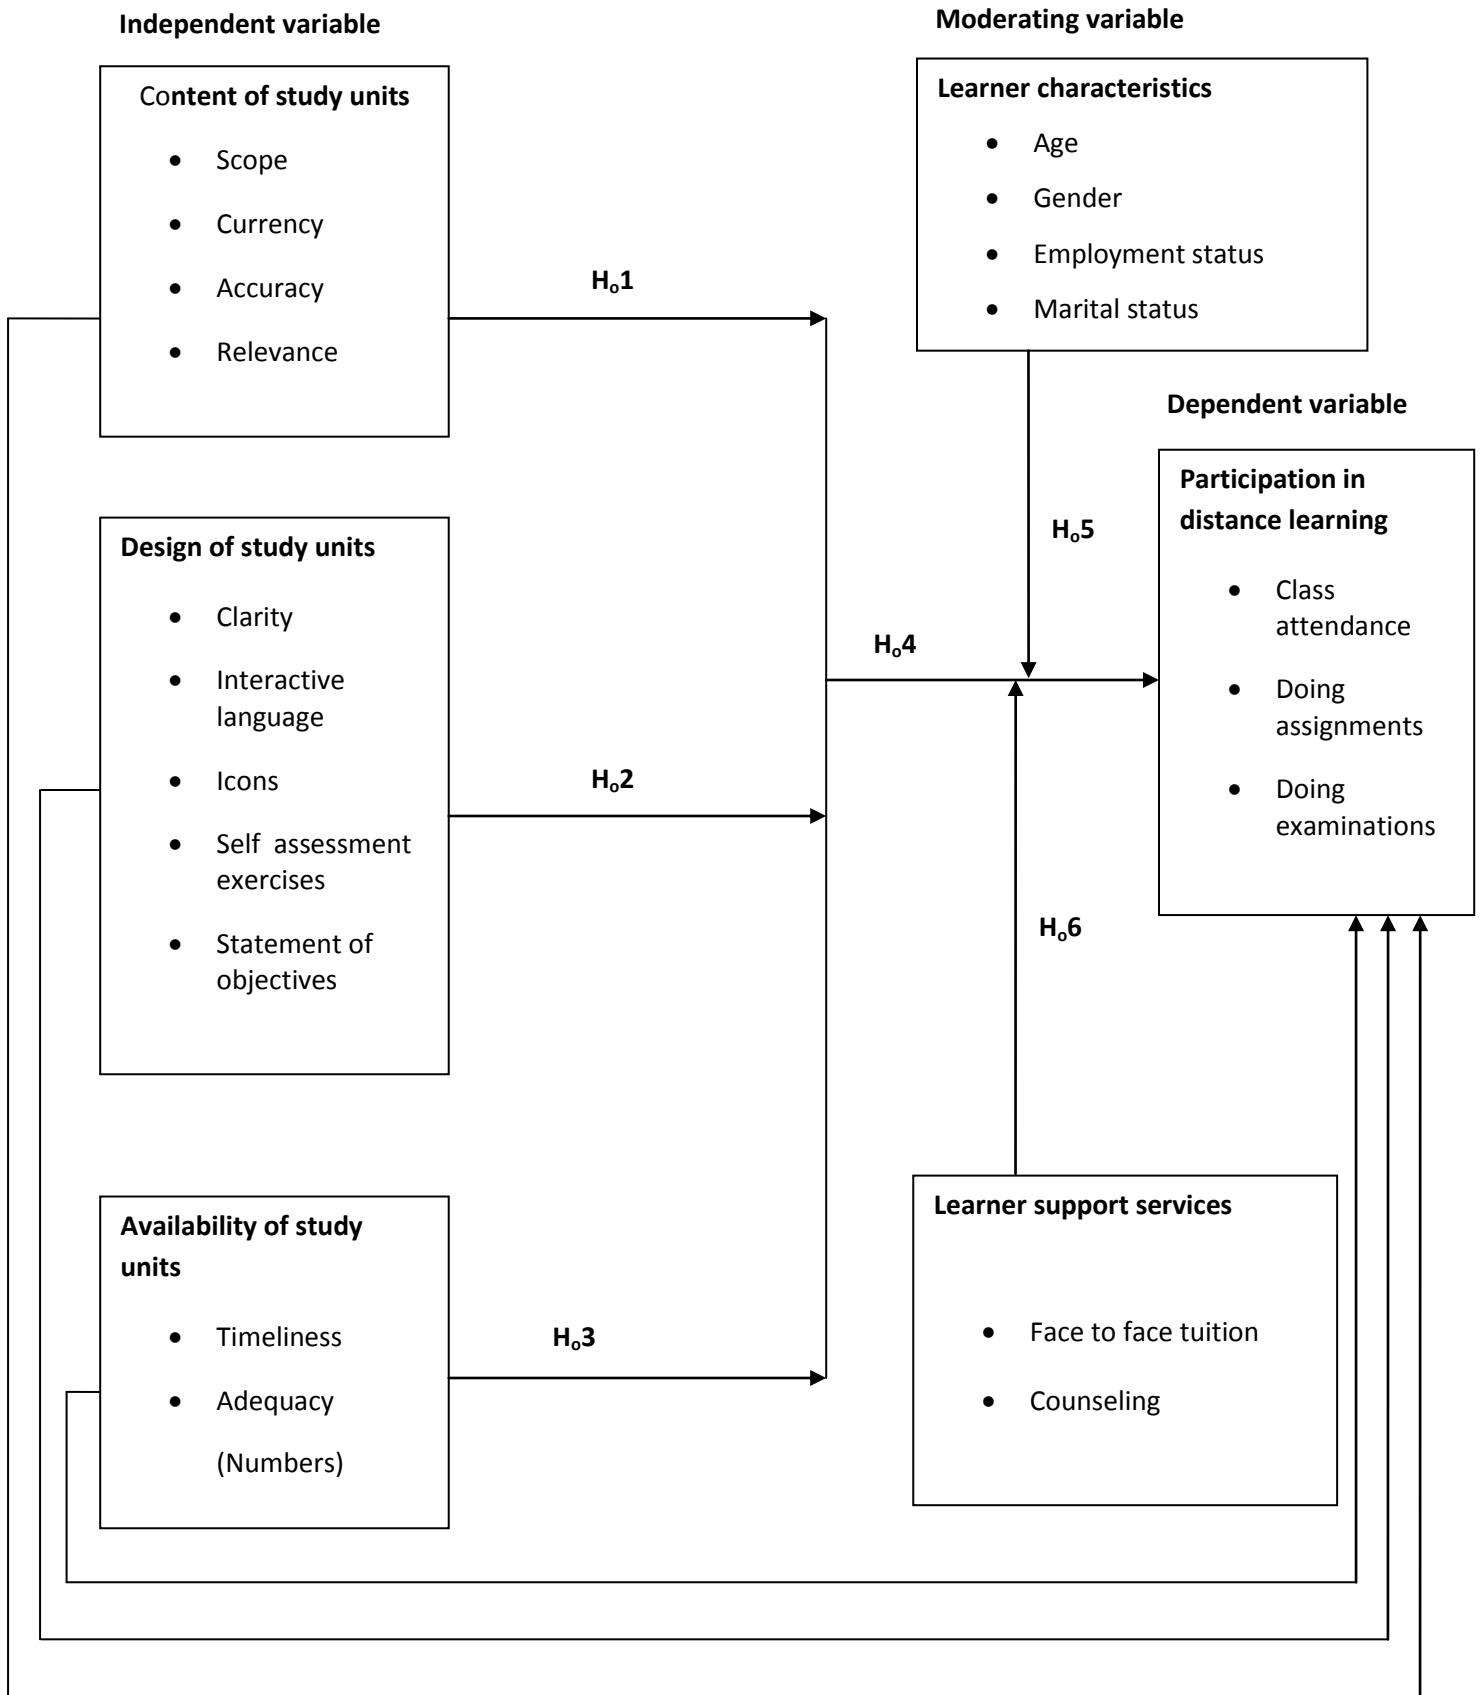 Independent variable
Content of study units
• Scope
• Currency
• Accuracy
• Relevance
Hₒ1
Moderating variable
Learner characteristics
• Age
• Gender
• Employment status
• Marital status
Dependent variable
Participation in
distance learning
• Class
attendance
• Doing
assignments
• Doing
examinations
Hₒ5
Hₒ4
Design of study units
• Clarity
• Interactive
language
• Icons
• Self assessment
exercises
• Statement of
objectives
Hₒ2
Hₒ6
Availability of study
units
• Timeliness
• Adequacy
(Numbers)
Hₒ3
Learner support services
• Face to face tuition
• Counseling